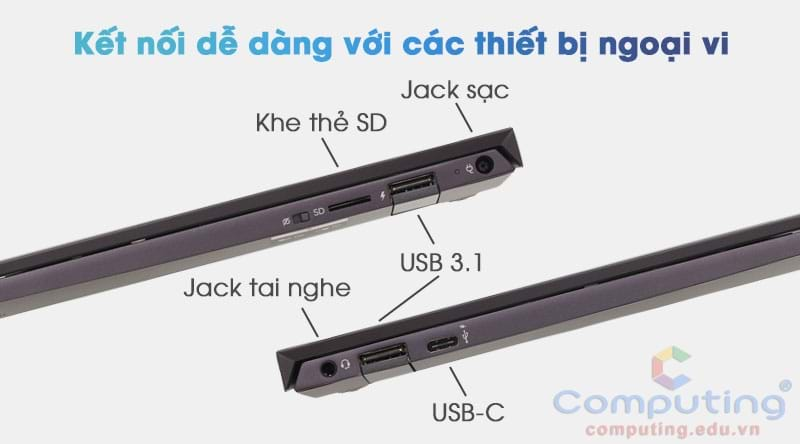 Kết nối dễ dàng với các thiết bị ngoại vi
Jack sạc
Khe thẻ SD
SD
USB 3.1
Jack tai nghe
USB-C
Computing®
computing.edu.vn